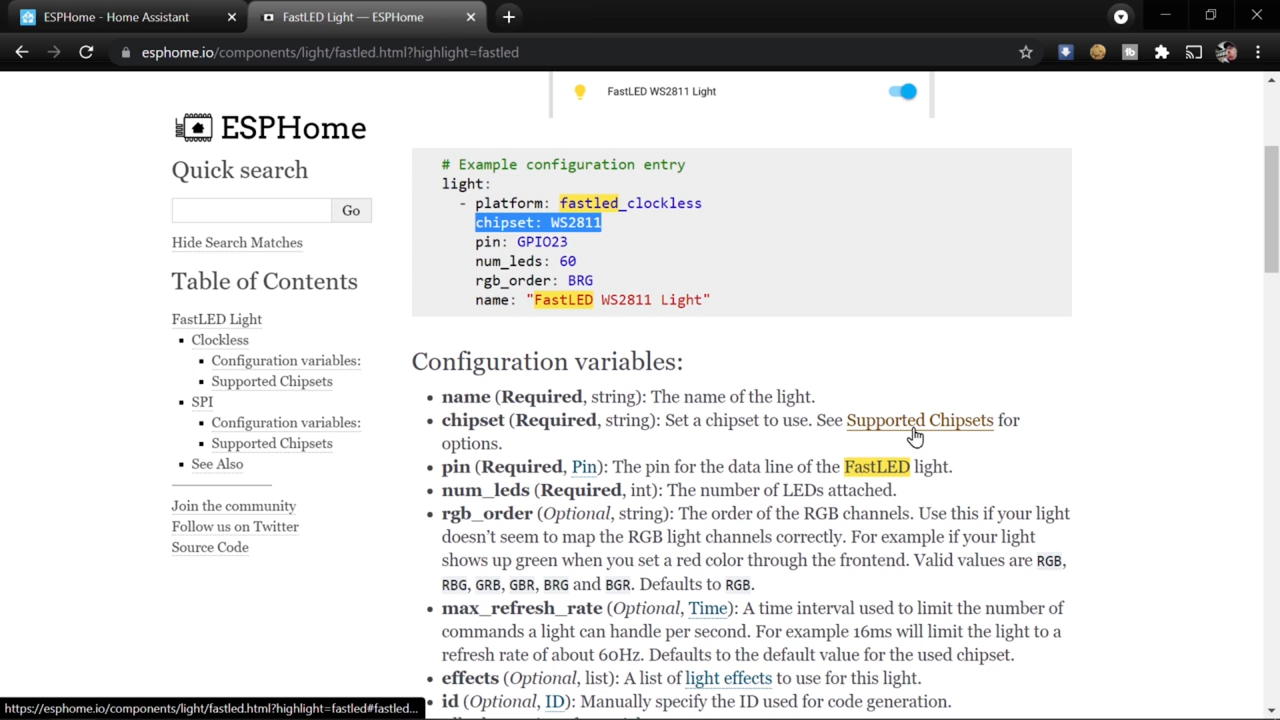 ESPHome - Home Assistant
FastLED Light — ESPHome
esphome.io/components/light/fastled.html?highlight=fastled
FastLED WS2811 Light
ESPHome
Quick search
Go
Hide Search Matches
Table of Contents
FastLED Light
Clockless
Configuration variables:
Supported Chipsets
SPI
Configuration variables:
Supported Chipsets
See Also
Join the community
Follow us on Twitter
Source Code
# Example configuration entry
light:
- platform: fastled_clockless
chipset: WS2811
pin: GPIO23
num_leds: 60
rgb_order: BRG
name: "FastLED WS2811 Light"
Configuration variables:
name (Required, string): The name of the light.
chipset (Required, string): Set a chipset to use. See Supported Chipsets for
options.
pin (Required, Pin): The pin for the data line of the FastLED light.
num_leds (Required, int): The number of LEDs attached.
rgb_order (Optional, string): The order of the RGB channels. Use this if your light
doesn't seem to map the RGB light channels correctly. For example if your light
shows up green when you set a red color through the frontend. Valid values are RGB,
RBG, GRB, GBR, BRG and BGR. Defaults to RGB.
max_refresh_rate (Optional, Time): A time interval used to limit the number of
commands a light can handle per second. For example 16ms will limit the light to a
refresh rate of about 60Hz. Defaults to the default value for the used chipset.
effects (Optional, list): A list of light effects to use for this light.
id (Optional, ID): Manually specify the ID used for code generation.
https://esphome.io/components/light/fastled.html?highlight=fastled#fastled...